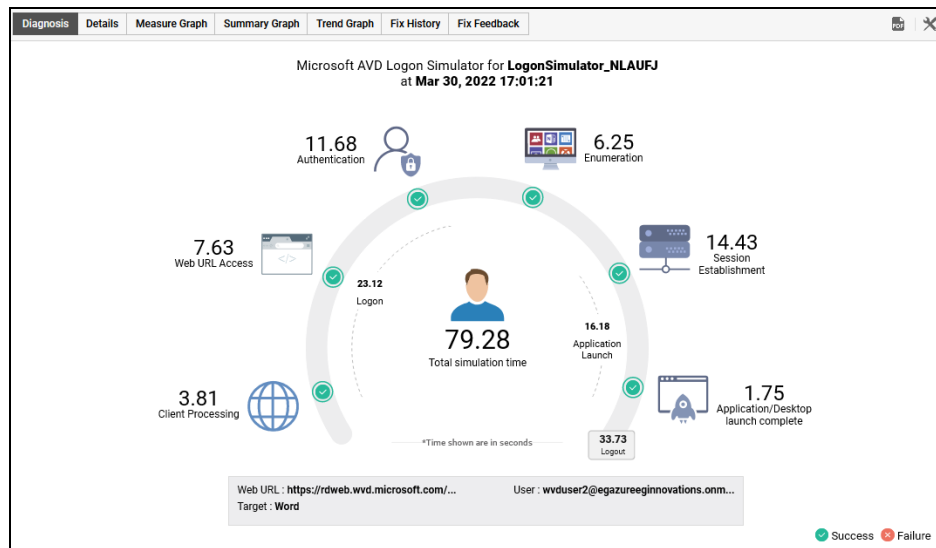 Diagnosis Details Measure Graph Summary Graph Trend Graph Fix History Fix Feedback
PDF
Microsoft AVD Logon Simulator for LogonSimulator_NLAUFJ
at Mar 30, 2022 17:01:21
11.68
Authentication
6.25
Enumeration
7.63
Web URL Access
</>
14.43
Session
Establishment
23.12
Logon
79.28
Total simulation time
16.18
Application
Launch
3.81
Client Processing
1.75
Application/Desktop
launch complete
*Time shown are in seconds
33.73
Logout
Web URL : https://rdweb.wvd.microsoft.com/... User : wvduser2@egazureeginnovations.onm...
Target : Word
Success Failure